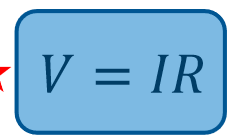 V = IR